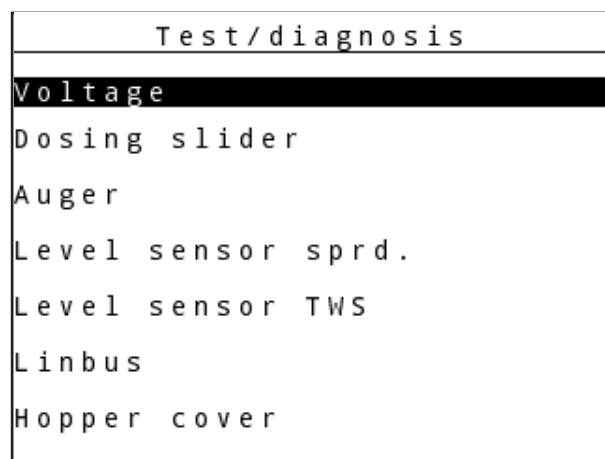 Test/diagnosis
Voltage
Dosing slider
Auger
Level sensor sprd.
Level sensor TWS
Linbus
Hopper cover